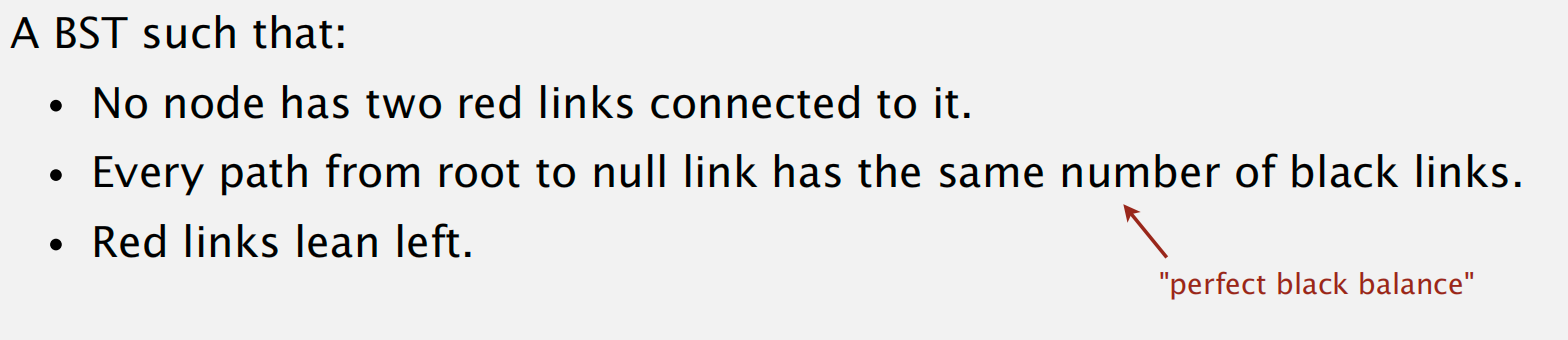 A BST such that:
• No node has two red links connected to it.
• Every path from root to null link has the same number of black links.
• Red links lean left.
"perfect black balance"